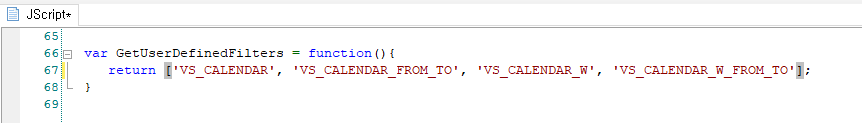 JScript*
65
66 var GetUserDefinedFilters = function(){
67 return ['VS_CALENDAR', 'VS_CALENDAR_FROM_TO', 'VS_CALENDAR_W', 'VS_CALENDAR_W_FROM_TO'];
68 }
69